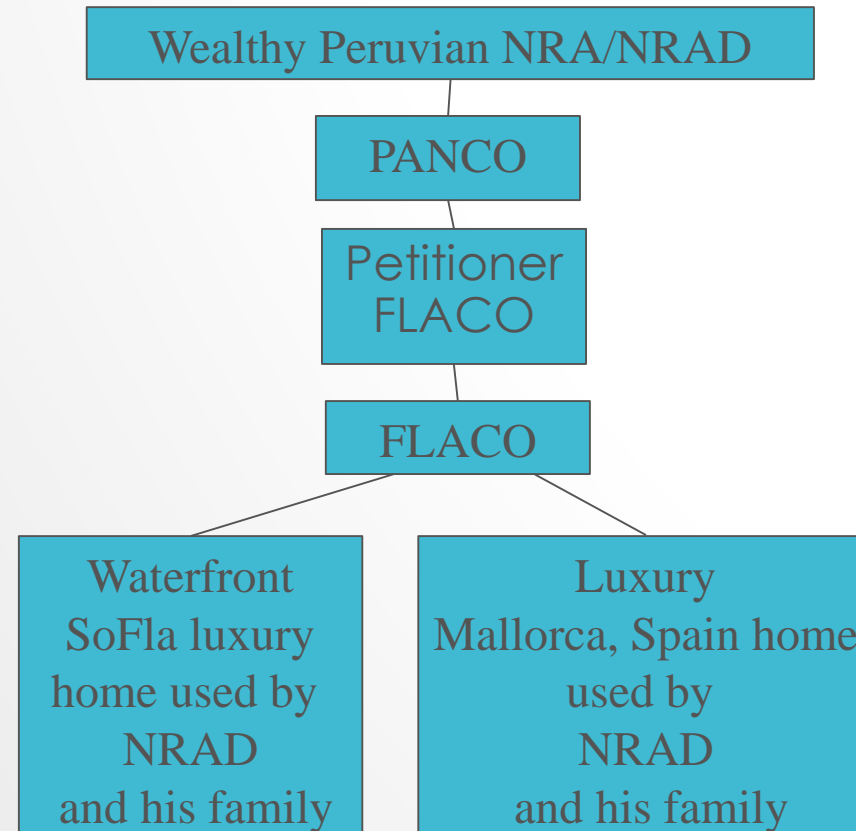 Wealthy Peruvian NRA/NRAD
PANCO
Petitioner
FLACO
FLACO
Waterfront
SoFla luxury
home used by
NRAD
and his family
Luxury
Mallorca, Spain home
used by
NRAD
and his family